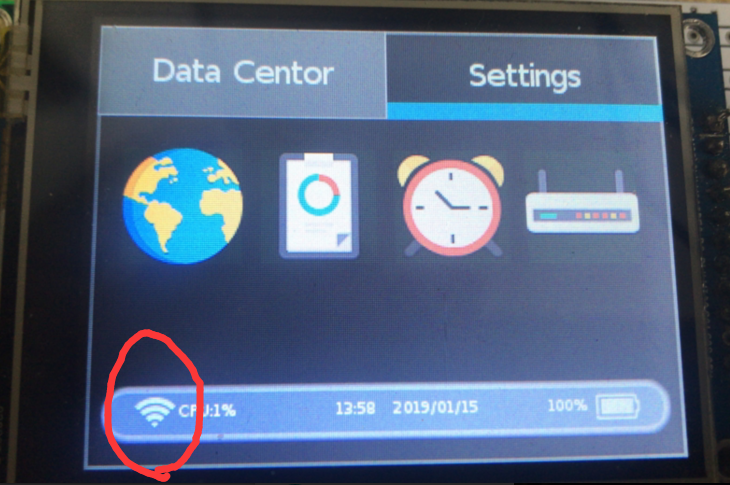 Data Centor
Settings
CPU:1% 13:58 2019/01/15 100%